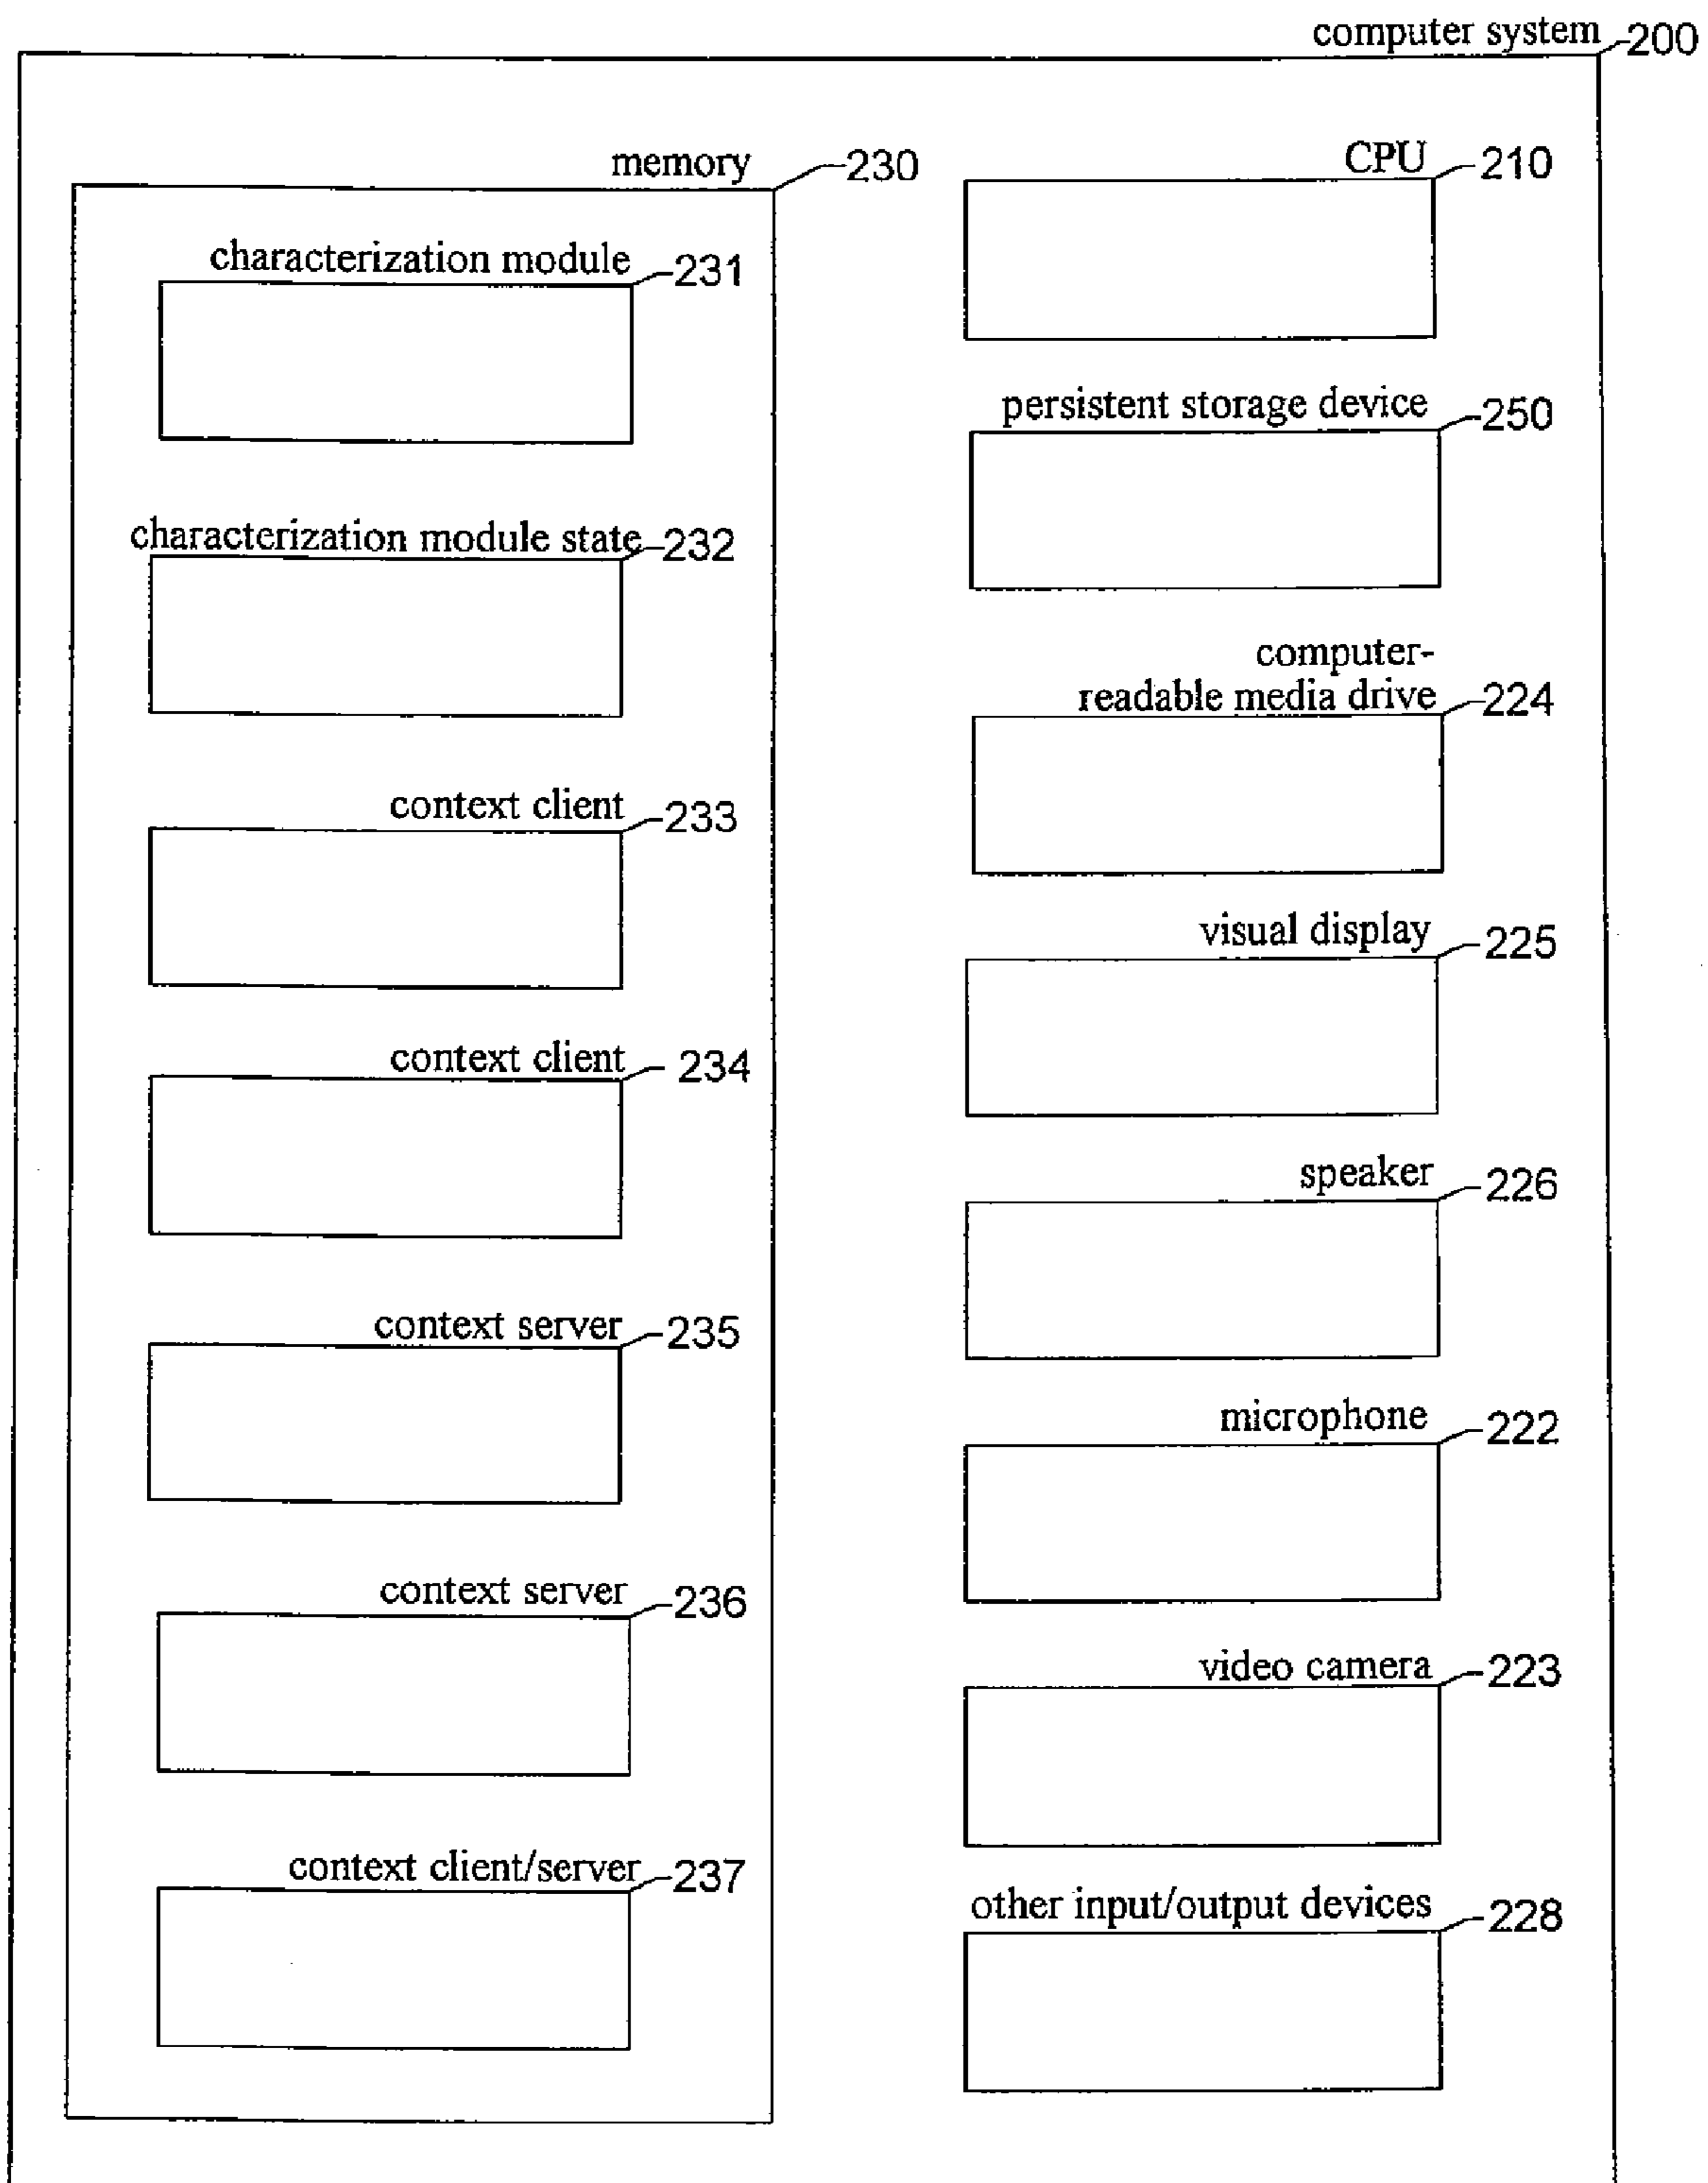 computer system 200
memory 230
characterization module 231
characterization module state 232
context client 233
context client 234
context server 235
context server 236
context client/server 237
CPU 210
persistent storage device 250
computer-
readable media drive 224
visual display 225
speaker 226
microphone 222
video camera 223
other input/output devices 228